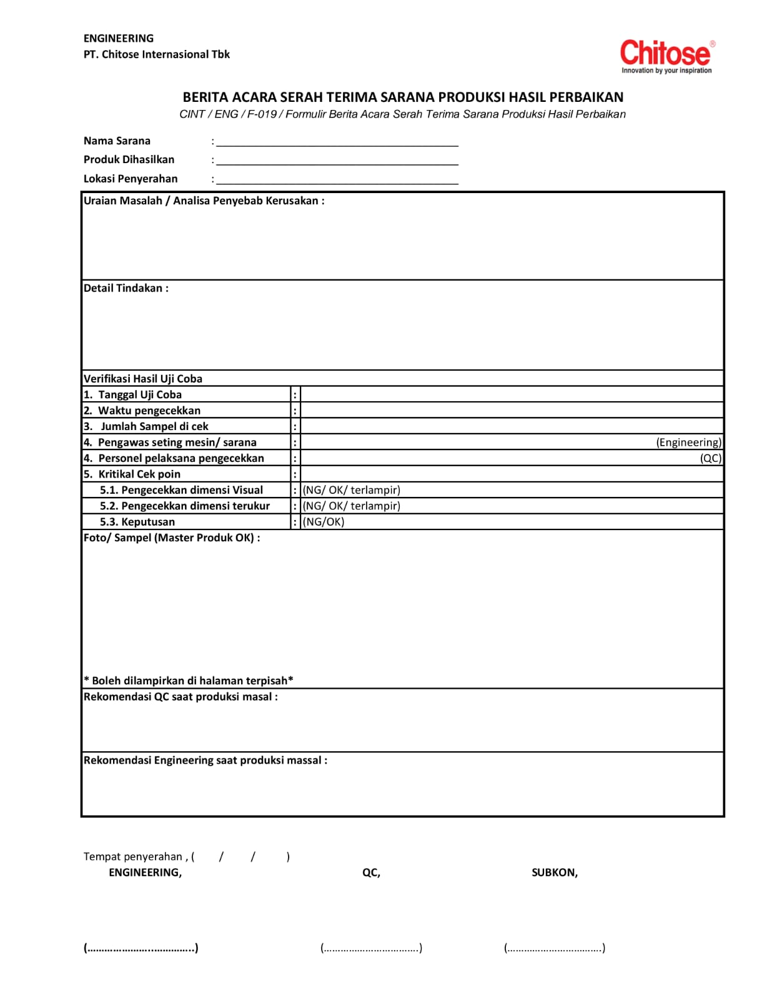 ENGINEERING
PT. Chitose Internasional Tbk
Chitose®
Innovation by your inspiration
BERITA ACARA SERAH TERIMA SARANA PRODUKSI HASIL PERBAIKAN
CINT / ENG / F-019 / Formulir Berita Acara Serah Terima Sarana Produksi Hasil Perbaikan
Nama Sarana : ________________________________________
Produk Dihasilkan : ________________________________________
Lokasi Penyerahan : ________________________________________
Uraian Masalah / Analisa Penyebab Kerusakan :
Detail Tindakan :
Verifikasi Hasil Uji Coba
1. Tanggal Uji Coba :
2. Waktu pengecekkan :
3. Jumlah Sampel di cek :
4. Pengawas seting mesin/ sarana : (Engineering)
4. Personel pelaksana pengecekkan : (QC)
5. Kritikal Cek poin :
5.1. Pengecekkan dimensi Visual : (NG/ OK/ terlampir)
5.2. Pengecekkan dimensi terukur : (NG/ OK/ terlampir)
5.3. Keputusan : (NG/OK)
Foto/ Sampel (Master Produk OK) :
* Boleh dilampirkan di halaman terpisah*
Rekomendasi QC saat produksi masal :
Rekomendasi Engineering saat produksi massal :
Tempat penyerahan , ( / / )
ENGINEERING, QC, SUBKON,
(…………………..…………..) (…………………………….) (…………………………….)